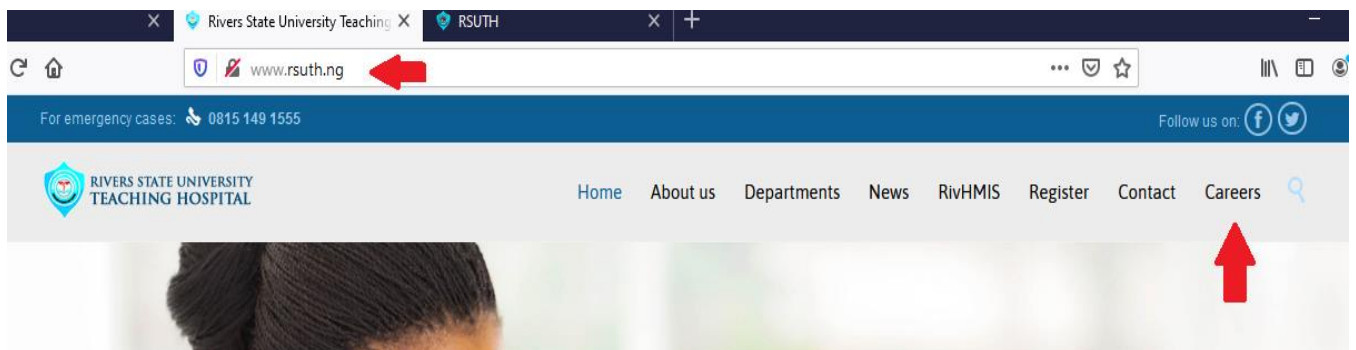 Rivers State University Teaching
RSUTH
www.rsuth.ng
For emergency cases: 0815 149 1555
Follow us on:
RIVERS STATE UNIVERSITY
TEACHING HOSPITAL
Home About us Departments News RivHMIS Register Contact Careers